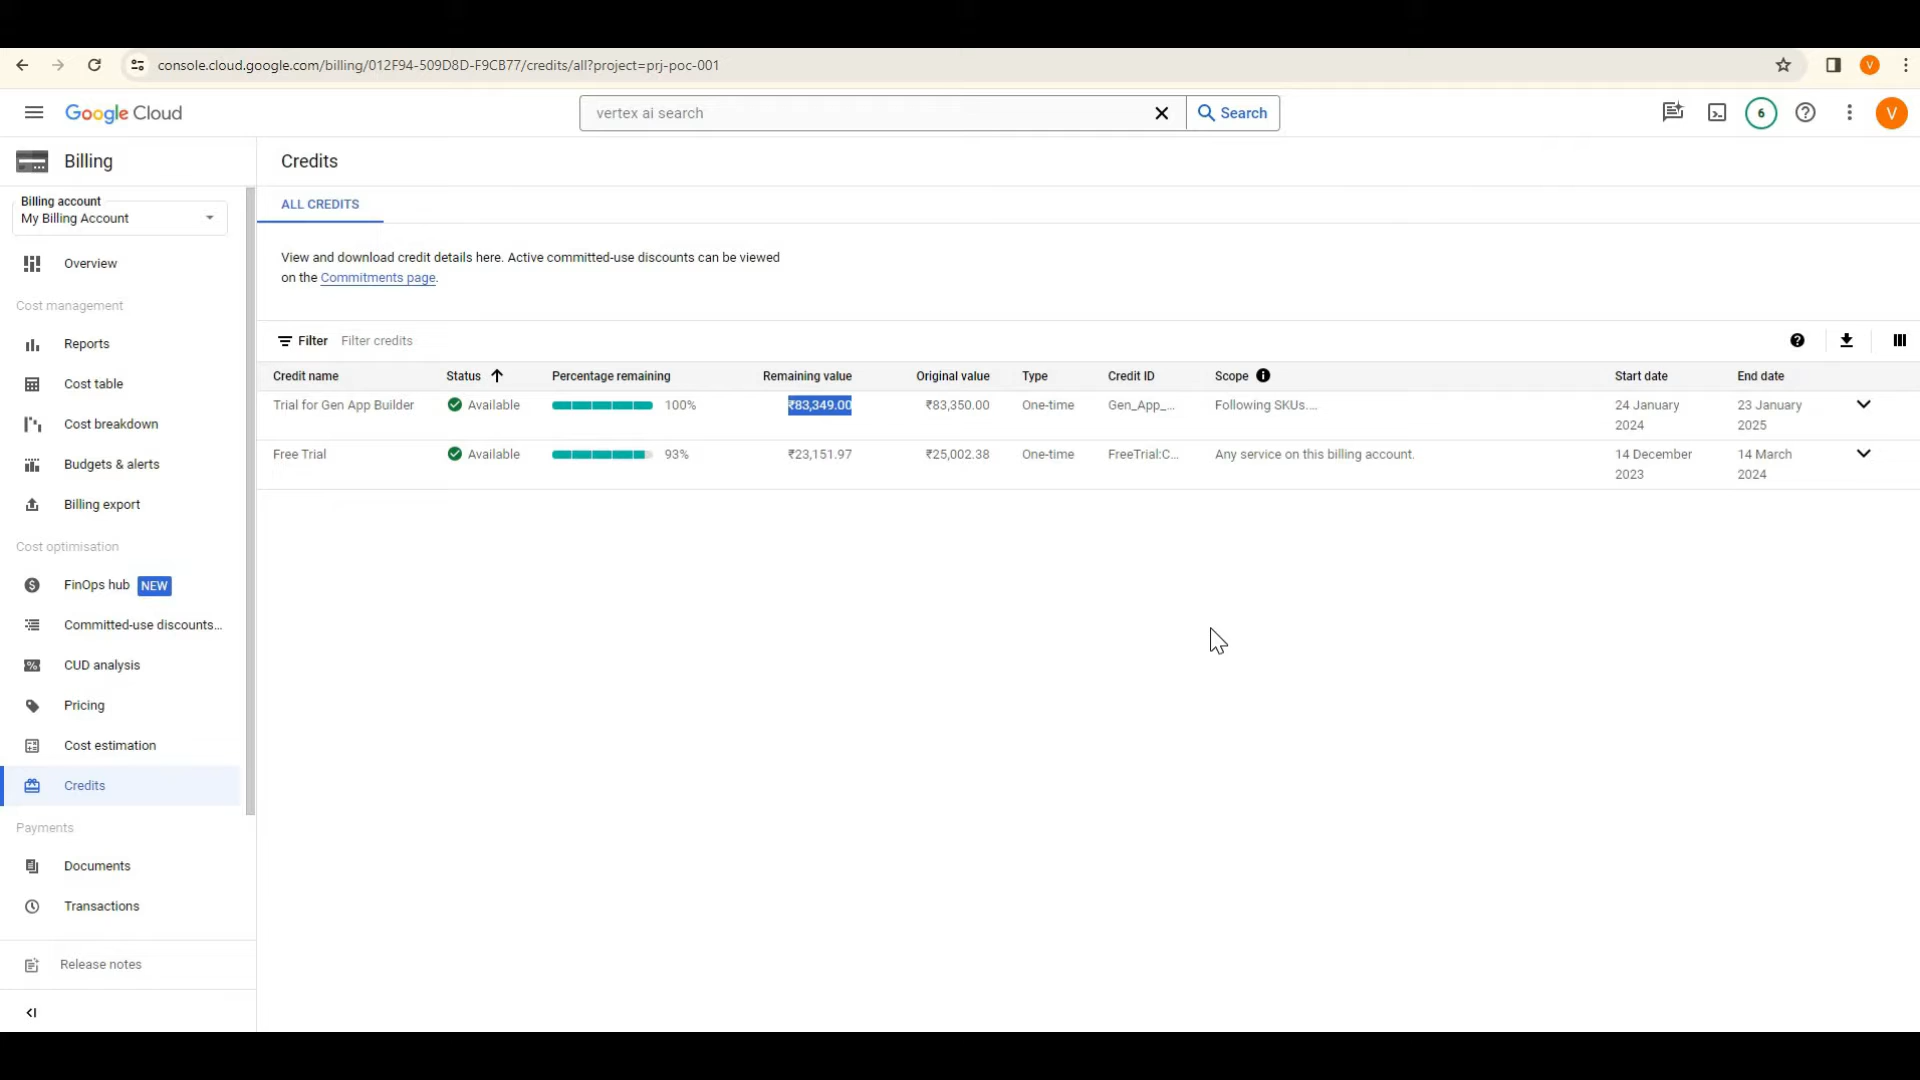 console.cloud.google.com/billing/012F94-509D8D-F9CB77/credits/all?project=prj-poc-001
V
Google Cloud
vertex ai search
Search
6
V
Billing
Credits
Billing account
My Billing Account
ALL CREDITS
Overview
View and download credit details here. Active committed-use discounts can be viewed
on the Commitments page.
Cost management
Reports
Filter Filter credits
Credit name Status Percentage remaining Remaining value Original value Type Credit ID Scope Start date End date
Cost table
Trial for Gen App Builder Available 100% ₹83,349.00 ₹83,350.00 One-time Gen_App_... Following SKUs.... 24 January 2024 23 January 2025
Cost breakdown
Free Trial Available 93% ₹23,151.97 ₹25,002.38 One-time FreeTrial:C... Any service on this billing account. 14 December 2023 14 March 2024
Budgets & alerts
Billing export
Cost optimisation
FinOps hub NEW
Committed-use discounts...
CUD analysis
Pricing
Cost estimation
Credits
Payments
Documents
Transactions
Release notes